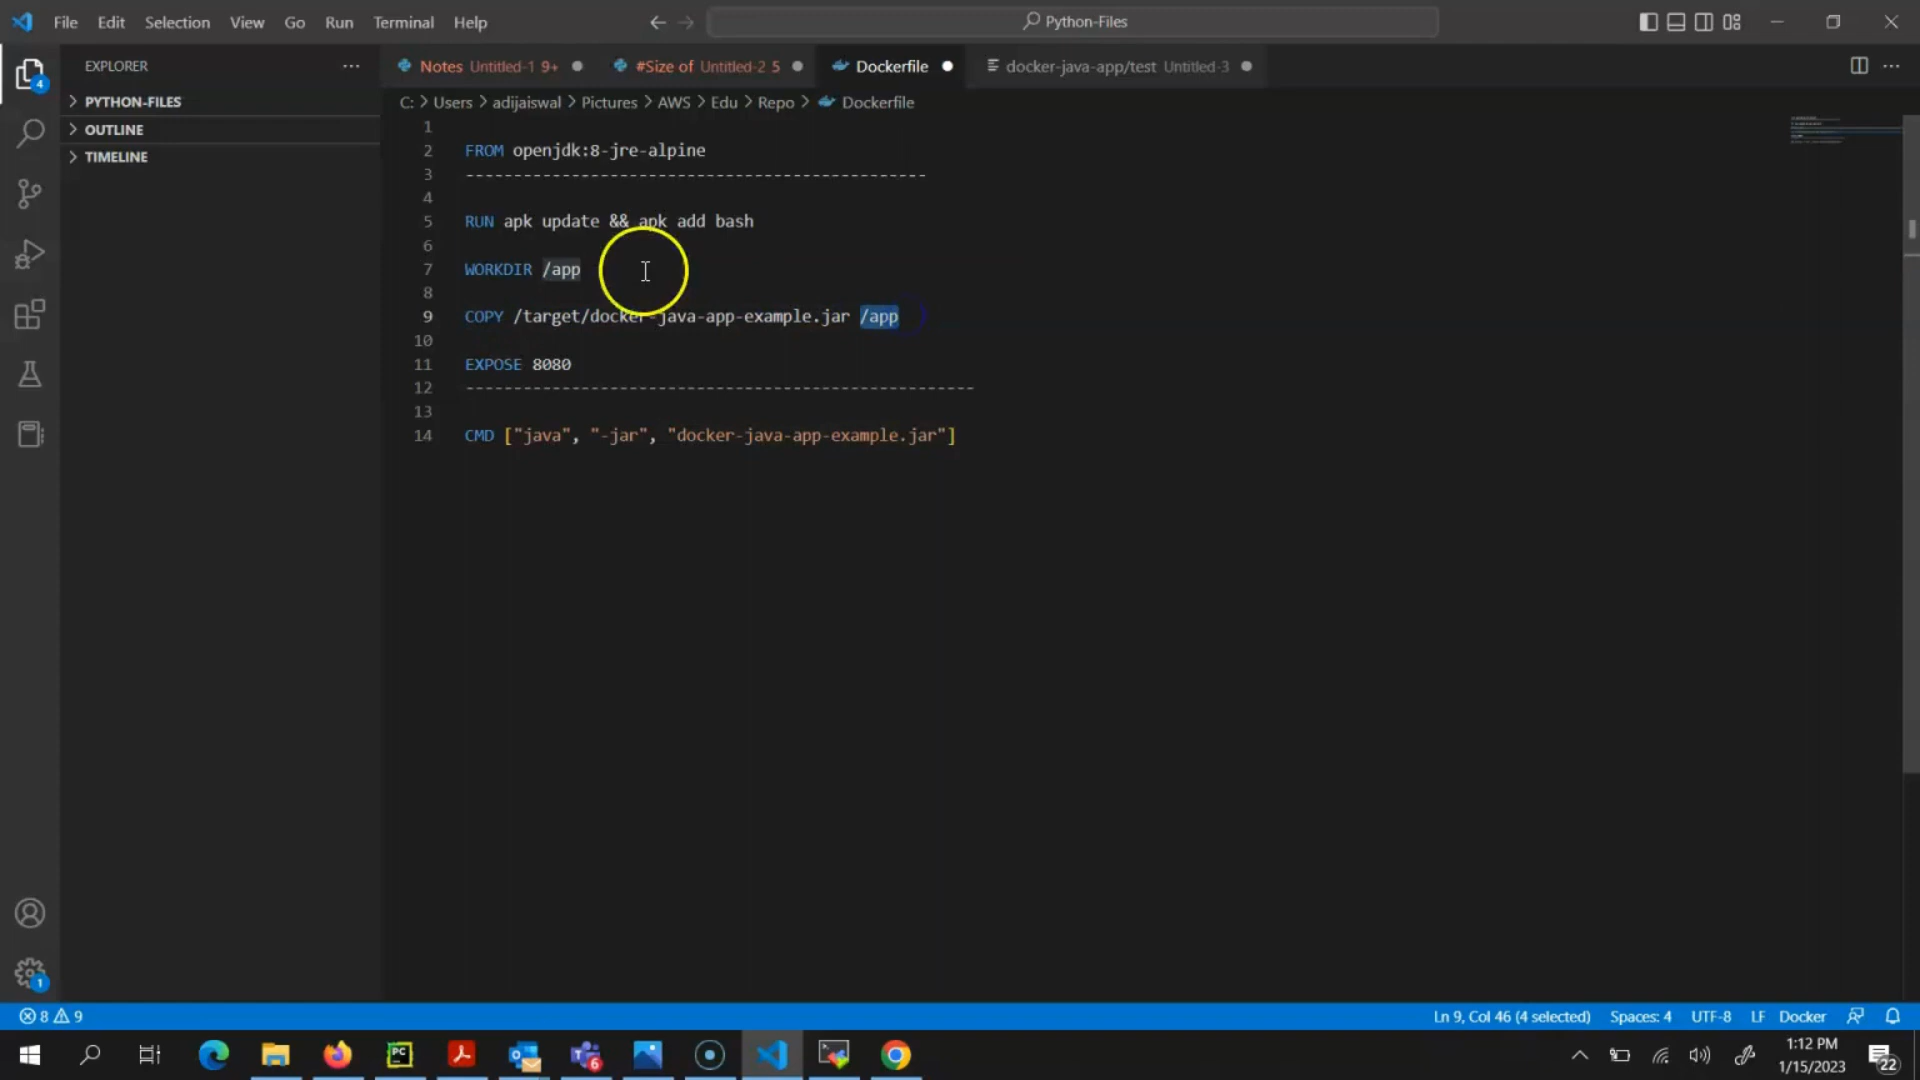 File Edit Selection View Go Run Terminal Help
Python-Files
EXPLORER
PYTHON-FILES
OUTLINE
TIMELINE
Notes Untitled-1 9+
#Size of Untitled-2 5
Dockerfile
docker-java-app/test Untitled-3
C: > Users > adijaiswal > Pictures > AWS > Edu > Repo > Dockerfile
1
2 FROM openjdk:8-jre-alpine
3 ------------------------------------------------
4
5 RUN apk update && apk add bash
6
7 WORKDIR /app
8
9 COPY /target/docker-java-app-example.jar /app
10
11 EXPOSE 8080
12 -----------------------------------------------------
13
14 CMD ["java", "-jar", "docker-java-app-example.jar"]
4
1
8 9
Ln 9, Col 46 (4 selected) Spaces: 4 UTF-8 LF Docker
PC
6
1:12 PM
1/15/2023
22